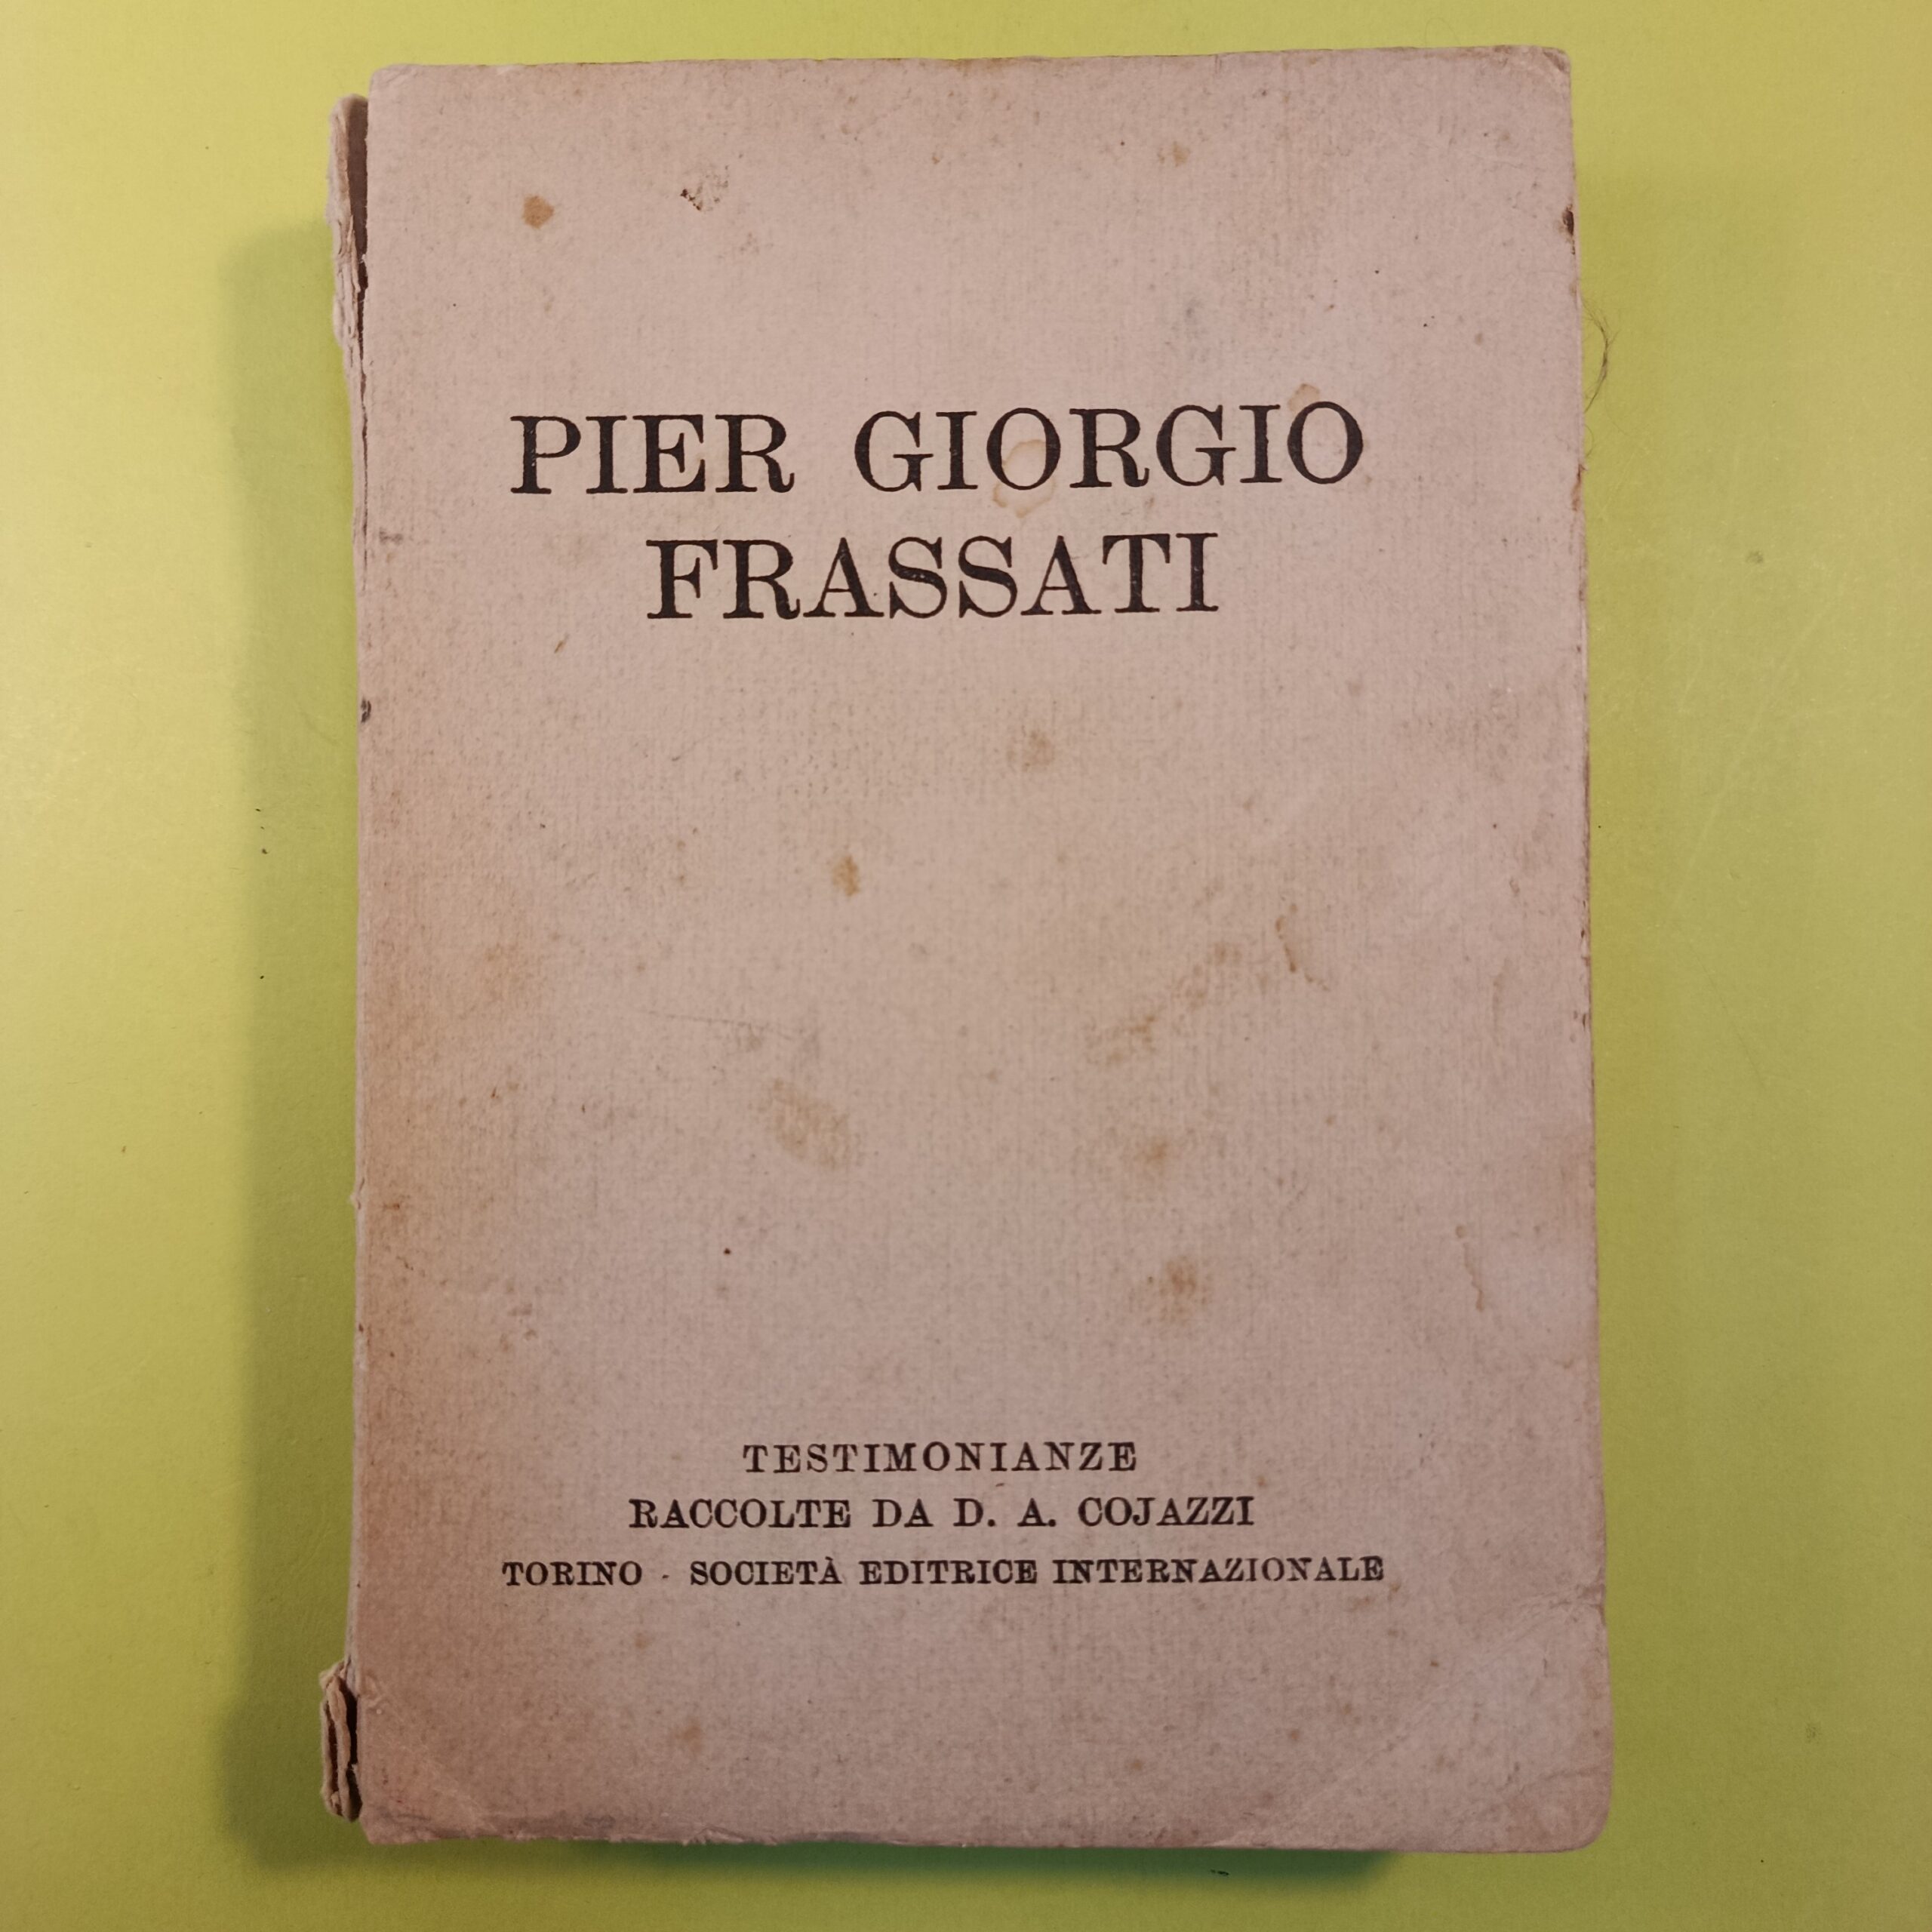 PIER GIORGIO
FRASSATI
TESTIMONIANZE
RACCOLTE DA D. A. COJAZZI
TORINO - SOCIETÀ EDITRICE INTERNAZIONALE